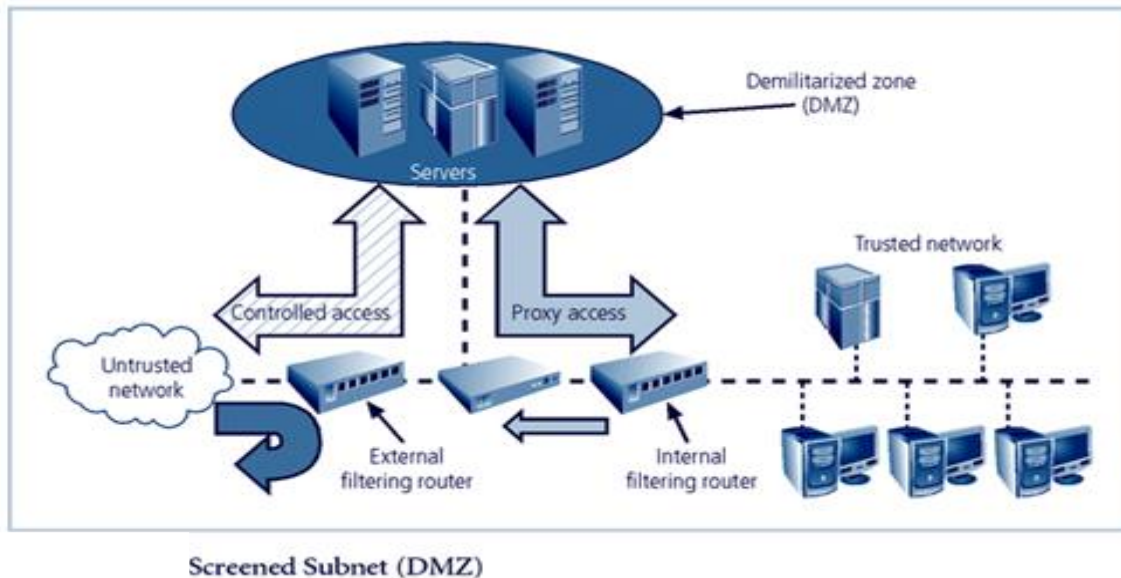 Demilitarized zone
(DMZ)
Servers
Trusted network
Controlled access
Proxy access
Untrusted
network
External
filtering router
Internal
filtering router
Screened Subnet (DMZ)